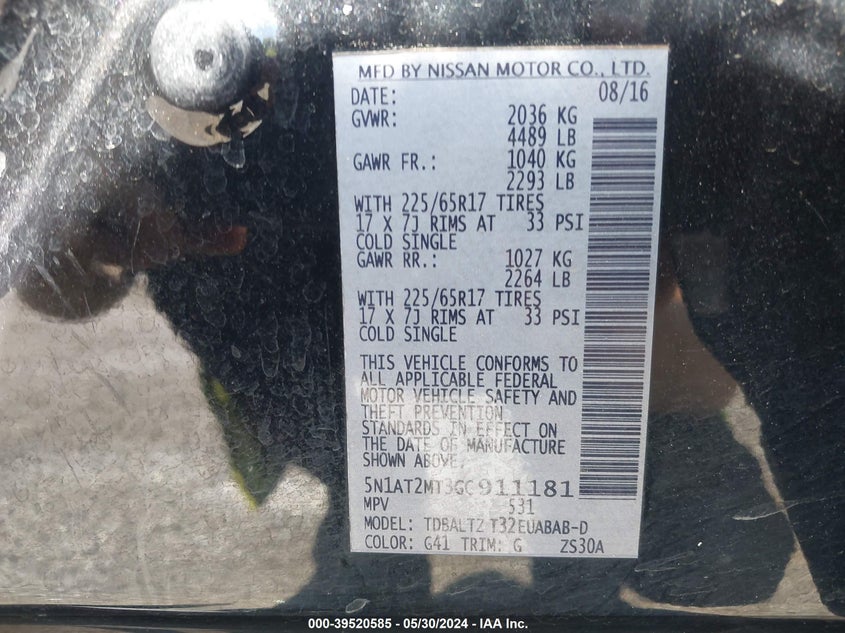 MFD BY NISSAN MOTOR CO., LTD.
DATE: 08/16
GVWR: 2036 KG
4489 LB
GAWR FR.: 1040 KG
2293 LB
WITH 225/65R17 TIRES
17 X 7J RIMS AT 33 PSI
COLD SINGLE
GAWR RR.: 1027 KG
2264 LB
WITH 225/65R17 TIRES
17 X 7J RIMS AT 33 PSI
COLD SINGLE
THIS VEHICLE CONFORMS TO
ALL APPLICABLE FEDERAL
MOTOR VEHICLE SAFETY AND
THEFT PREVENTION
STANDARDS IN EFFECT ON
THE DATE OF MANUFACTURE
SHOWN ABOVE.
5N1AT2MT3GC911181
MPV 531
MODEL: TDBALTZ T32EUABAB-D
COLOR: G41 TRIM: G ZS30A
000-39520585 - 05/30/2024 - IAA Inc.